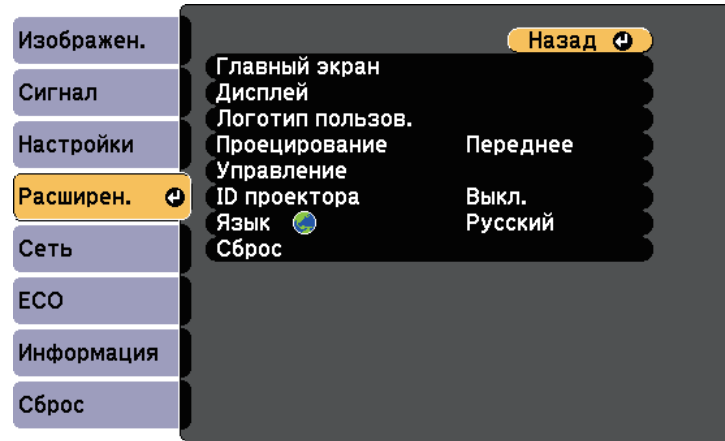 Изображен.
Сигнал
Настройки
Расширен.
Сеть
ECO
Информация
Сброс
Назад
Главный экран
Дисплей
Логотип пользов.
Проецирование Переднее
Управление
ID проектора Выкл.
Язык Русский
Сброс